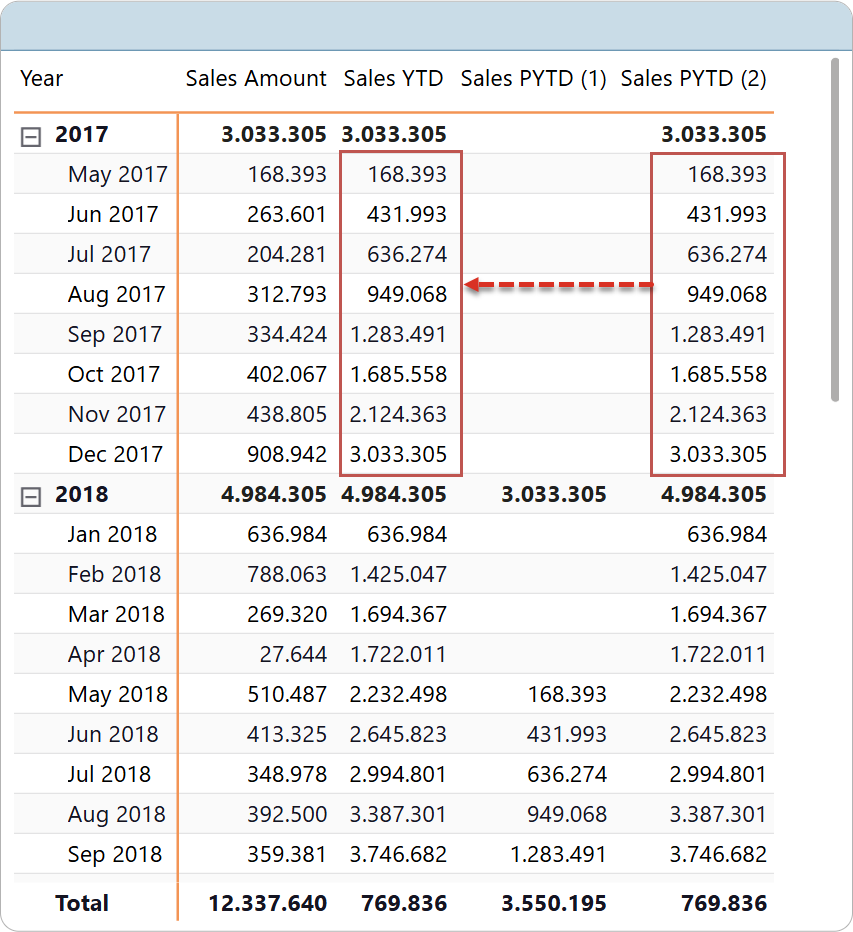 Year Sales Amount Sales YTD Sales PYTD (1) Sales PYTD (2)
2017 3.033.305 3.033.305 3.033.305
May 2017 168.393 168.393 168.393
Jun 2017 263.601 431.993 431.993
Jul 2017 204.281 636.274 636.274
Aug 2017 312.793 949.068 949.068
Sep 2017 334.424 1.283.491 1.283.491
Oct 2017 402.067 1.685.558 1.685.558
Nov 2017 438.805 2.124.363 2.124.363
Dec 2017 908.942 3.033.305 3.033.305
2018 4.984.305 4.984.305 3.033.305 4.984.305
Jan 2018 636.984 636.984 636.984
Feb 2018 788.063 1.425.047 1.425.047
Mar 2018 269.320 1.694.367 1.694.367
Apr 2018 27.644 1.722.011 1.722.011
May 2018 510.487 2.232.498 168.393 2.232.498
Jun 2018 413.325 2.645.823 431.993 2.645.823
Jul 2018 348.978 2.994.801 636.274 2.994.801
Aug 2018 392.500 3.387.301 949.068 3.387.301
Sep 2018 359.381 3.746.682 1.283.491 3.746.682
Total 12.337.640 769.836 3.550.195 769.836